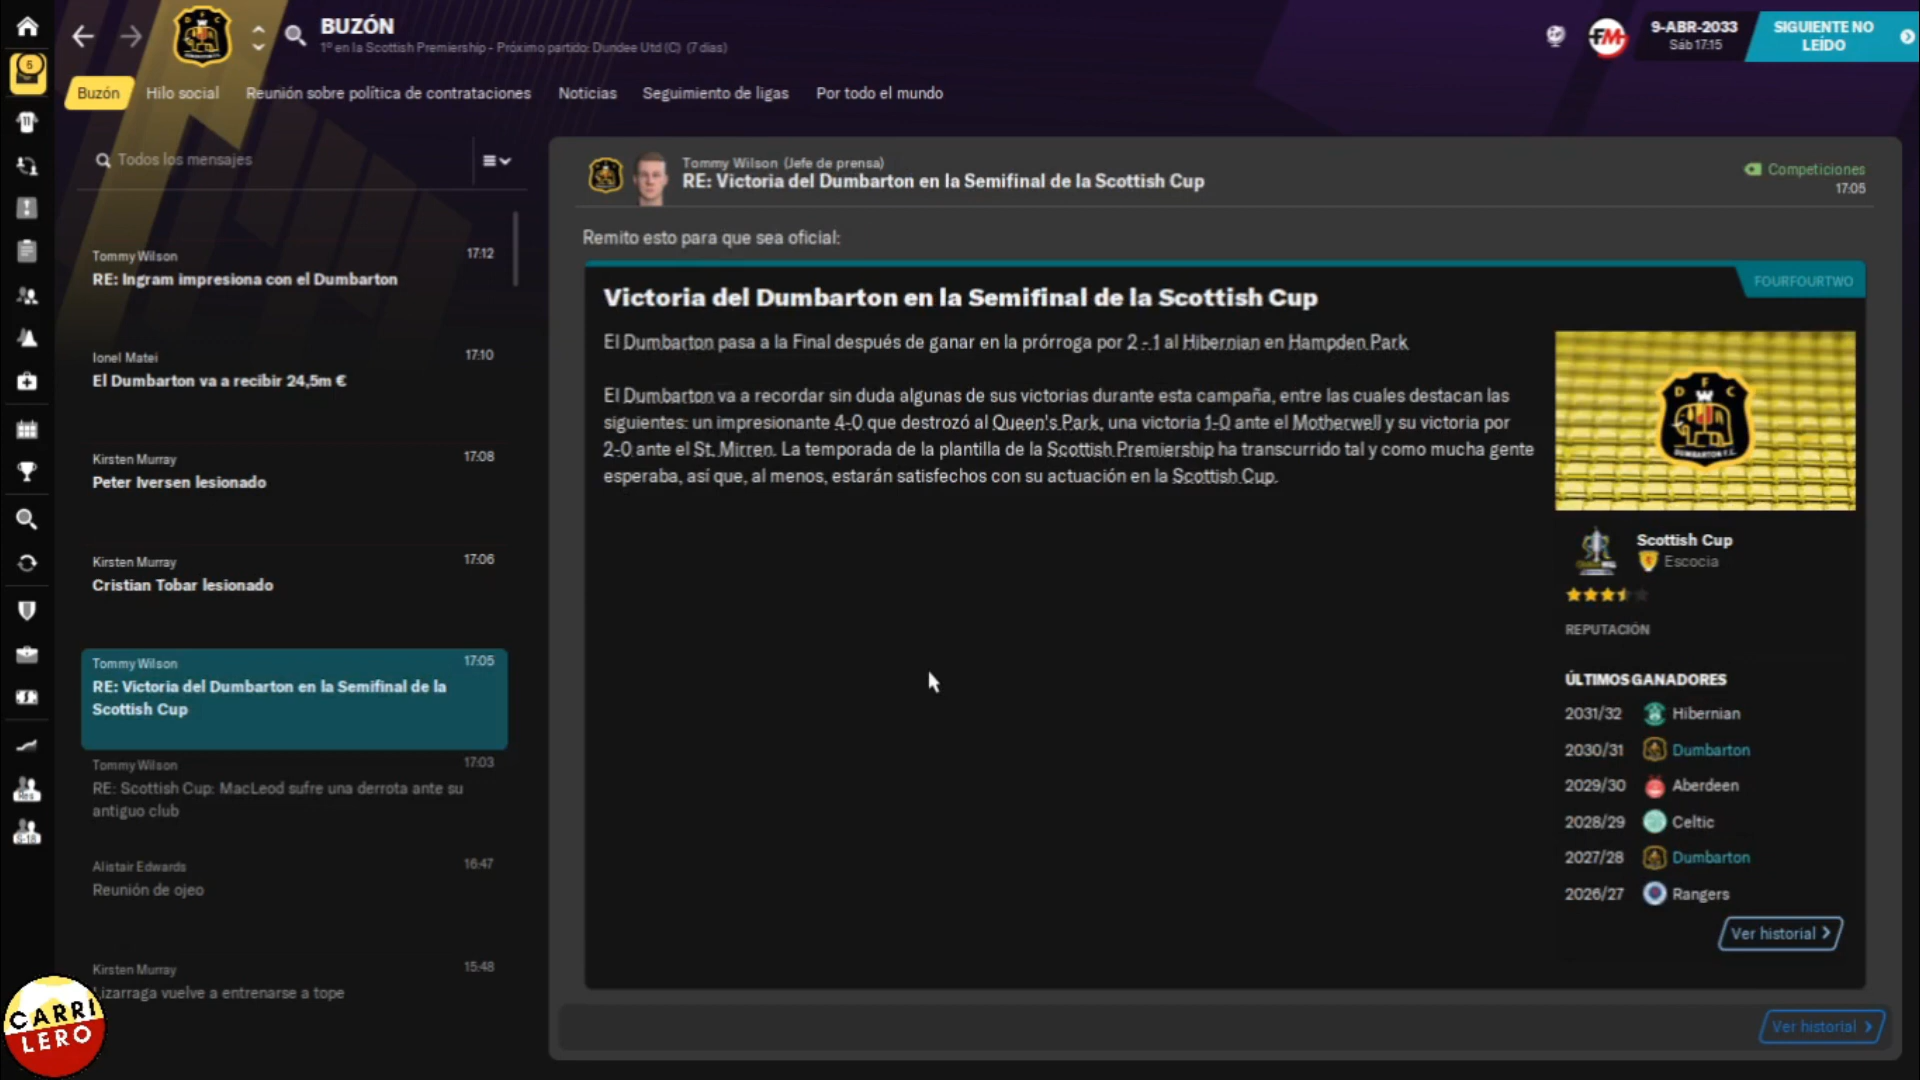 BUZÓN
1º en la Scottish Premiership - Próximo partido: Dundee Utd (C) (7 días)
9-ABR-2033
Sáb 17:15
SIGUIENTE NO
LEÍDO
5
Buzón
Hilo social
Reunión sobre política de contrataciones
Noticias
Seguimiento de ligas
Por todo el mundo
Todos los mensajes
Tommy Wilson
17:12
RE: Ingram impresiona con el Dumbarton
Ionel Matei
17:10
El Dumbarton va a recibir 24,5m €
Kirsten Murray
17:08
Peter Iversen lesionado
Kirsten Murray
17:06
Cristian Tobar lesionado
Tommy Wilson
17:05
RE: Victoria del Dumbarton en la Semifinal de la
Scottish Cup
Tommy Wilson
17:03
RE: Scottish Cup: MacLeod sufre una derrota ante su
antiguo club
Alistair Edwards
16:47
Reunión de ojeo
Kirsten Murray
15:48
Lizarraga vuelve a entrenarse a tope
CARRI
LERO
Tommy Wilson (Jefe de prensa)
RE: Victoria del Dumbarton en la Semifinal de la Scottish Cup
Competiciones
17:05
Remito esto para que sea oficial:
FOURFOURTWO
Victoria del Dumbarton en la Semifinal de la Scottish Cup
El Dumbarton pasa a la Final después de ganar en la prórroga por 2 - 1 al Hibernian en Hampden Park.
El Dumbarton va a recordar sin duda algunas de sus victorias durante esta campaña, entre las cuales destacan las
siguientes: un impresionante 4-0 que destrozó al Queen's Park, una victoria 1-0 ante el Motherwell y su victoria por
2-0 ante el St. Mirren. La temporada de la plantilla de la Scottish Premiership ha transcurrido tal y como mucha gente
esperaba, así que, al menos, estarán satisfechos con su actuación en la Scottish Cup.
D F C
DUMBARTON F.C.
Scottish Cup
Escocia
REPUTACIÓN
ÚLTIMOS GANADORES
2031/32 Hibernian
2030/31 Dumbarton
2029/30 Aberdeen
2028/29 Celtic
2027/28 Dumbarton
2026/27 Rangers
Ver historial
Ver historial